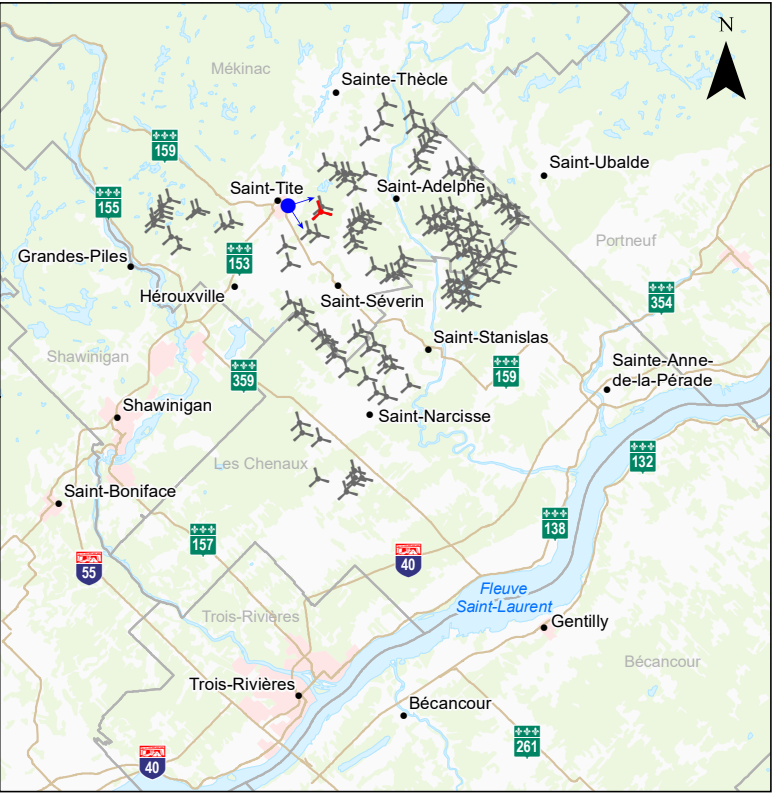 N
Mékinac
Sainte-Thècle
159
Saint-Ubalde
Saint-Tite
Saint-Adelphe
155
Portneuf
Grandes-Piles
153
Hérouxville
Saint-Séverin
354
Saint-Stanislas
Shawinigan
Sainte-Anne-
de-la-Pérade
359
159
Shawinigan
Saint-Narcisse
132
Les Chenaux
Saint-Boniface
138
157
55
40
Fleuve
Saint-Laurent
Trois-Rivières
Gentilly
Bécancour
Trois-Rivières
Bécancour
261
40